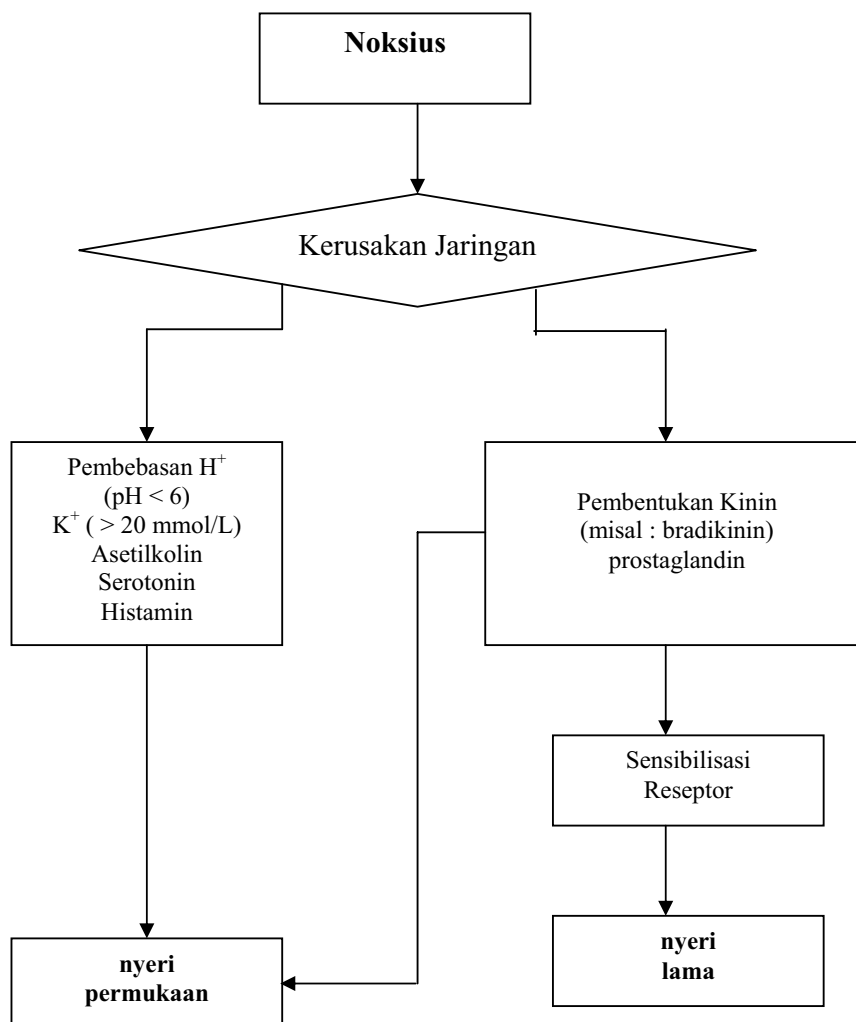 Noksius
Kerusakan Jaringan
Pembebasan H⁺
(pH < 6)
K⁺ ( > 20 mmol/L)
Asetilkolin
Serotonin
Histamin
Pembentukan Kinin
(misal : bradikinin)
prostaglandin
Sensibilisasi
Reseptor
nyeri
permukaan
nyeri
lama